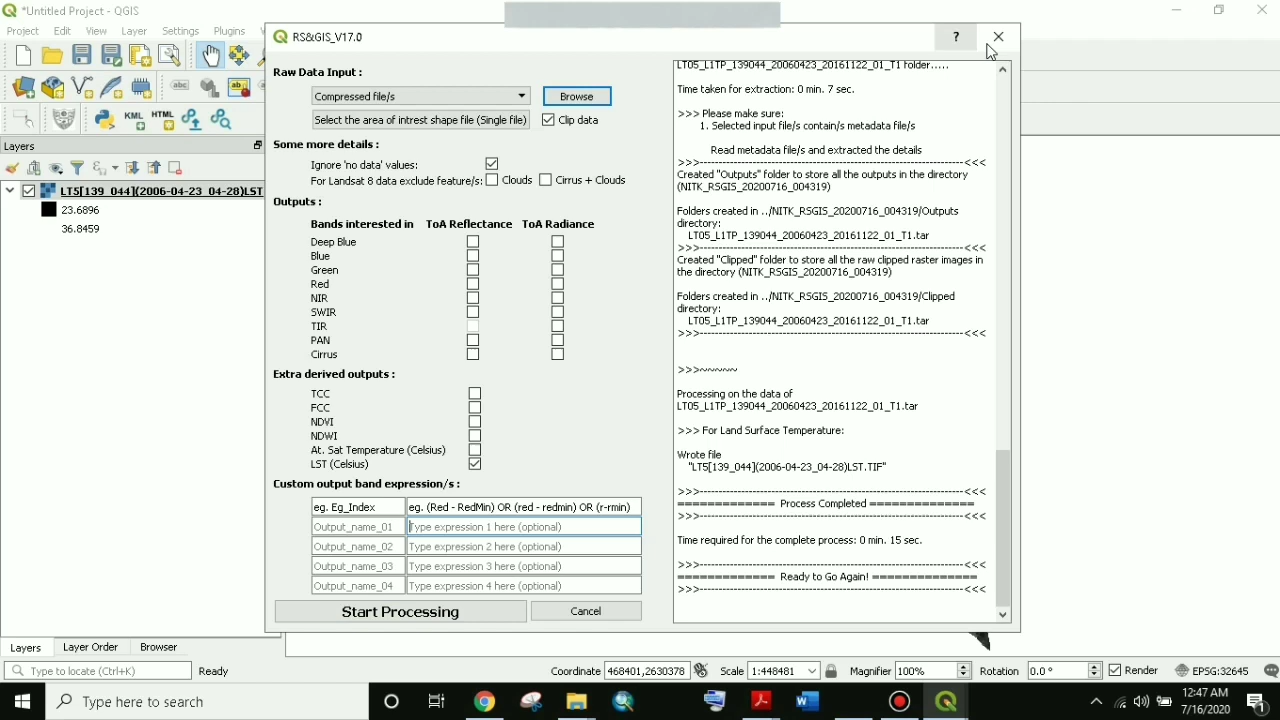 *Untitled Project - QGIS
Project Edit View Layer Settings Plugins
abc
KML
HTML
Layers
LT05[139_044](2006-04-23_04-28)LST
23.6896
36.8459
Layers Layer Order Browser
RS&GIS_V17.0
?
Raw Data Input :
Compressed file/s
Browse
Select the area of intrest shape file (Single file)
Clip data
Some more details :
Ignore 'no data' values:
For Landsat 8 data exclude feature/s: Clouds Cirrus + Clouds
Outputs :
Bands interested in ToA Reflectance ToA Radiance
Deep Blue
Blue
Green
Red
NIR
SWIR
TIR
PAN
Cirrus
Extra derived outputs :
TCC
FCC
NDVI
NDWI
At. Sat Temperature (Celsius)
LST (Celsius)
Custom output band expression/s :
eg. Eg_Index eg. (Red - RedMin) OR (red - redmin) OR (r-rmin)
Output_name_01 Type expression 1 here (optional)
Output_name_02 Type expression 2 here (optional)
Output_name_03 Type expression 3 here (optional)
Output_name_04 Type expression 4 here (optional)
Start Processing Cancel
LT05_L1TP_139044_20060423_20161122_01_T1 folder.....
Time taken for extraction: 0 min. 7 sec.
>>> Please make sure:
1. Selected input file/s contain/s metadata file/s
Read metadata file/s and extracted the details
>>>------------------------------------------------------------<<<
Created "Outputs" folder to store all the outputs in the directory
(NITK_RSGIS_20200716_004319)
Folders created in ../NITK_RSGIS_20200716_004319/Outputs
directory:
LT05_L1TP_139044_20060423_20161122_01_T1.tar
>>>------------------------------------------------------------<<<
Created "Clipped" folder to store all the raw clipped raster images in
the directory (NITK_RSGIS_20200716_004319)
Folders created in ../NITK_RSGIS_20200716_004319/Clipped
directory:
LT05_L1TP_139044_20060423_20161122_01_T1.tar
>>>------------------------------------------------------------<<<
>>>~~~~~
Processing on the data of
LT05_L1TP_139044_20060423_20161122_01_T1.tar
>>> For Land Surface Temperature:
Wrote file
"LT5[139_044](2006-04-23_04-28)LST.TIF"
>>>------------------------------------------------------------<<<
============= Process Completed ==============
>>>------------------------------------------------------------<<<
Time required for the complete process: 0 min. 15 sec.
>>>------------------------------------------------------------<<<
============= Ready to Go Again! ==============
>>>------------------------------------------------------------<<<
Type to locate (Ctrl+K) Ready Coordinate 468401,2630378 Scale 1:448481 Magnifier 100% Rotation 0.0 ° Render EPSG:32645
Type here to search
12:47 AM
7/16/2020
1